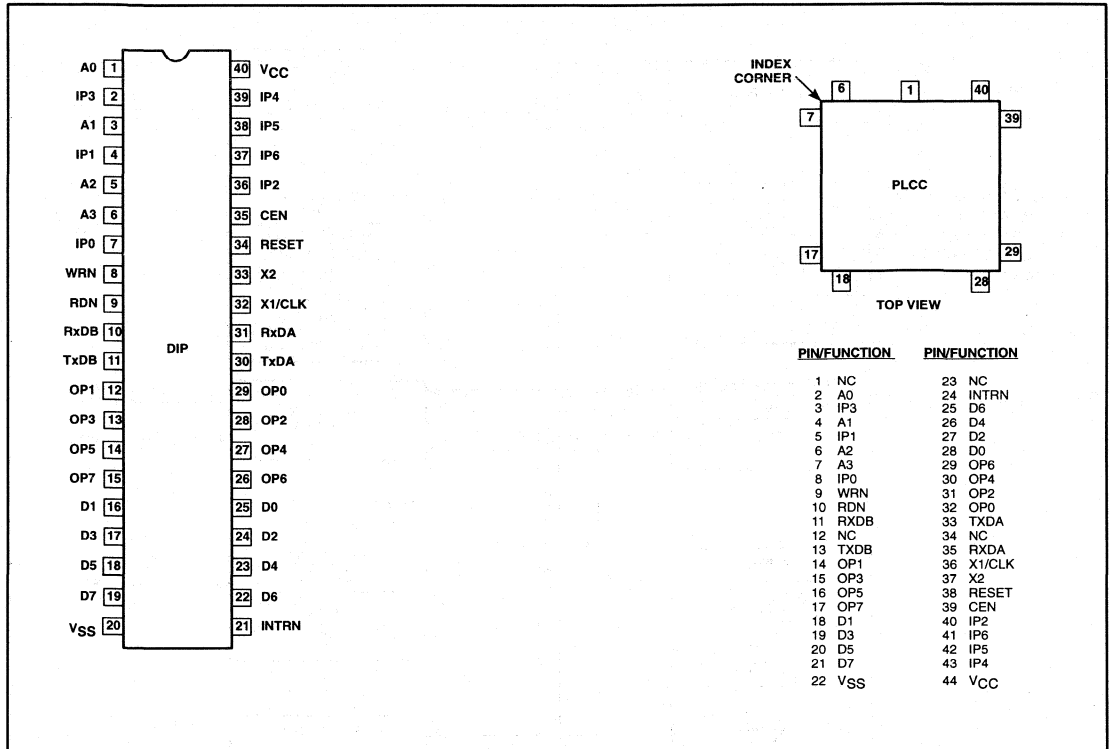 A0 1
IP3 2
A1 3
IP1 4
A2 5
A3 6
IP0 7
WRN 8
RDN 9
RxDB 10
TxDB 11
OP1 12
OP3 13
OP5 14
OP7 15
D1 16
D3 17
D5 18
D7 19
VSS 20
DIP
40 VCC
39 IP4
38 IP5
37 IP6
36 IP2
35 CEN
34 RESET
33 X2
32 X1/CLK
31 RxDA
30 TxDA
29 OP0
28 OP2
27 OP4
26 OP6
25 D0
24 D2
23 D4
22 D6
21 INTRN
INDEX
CORNER
6 1 40
7 39
PLCC
17 29
18 28
TOP VIEW
PIN/FUNCTION
1 NC
2 A0
3 IP3
4 A1
5 IP1
6 A2
7 A3
8 IP0
9 WRN
10 RDN
11 RXDB
12 NC
13 TXDB
14 OP1
15 OP3
16 OP5
17 OP7
18 D1
19 D3
20 D5
21 D7
22 VSS
PIN/FUNCTION
23 NC
24 INTRN
25 D6
26 D4
27 D2
28 D0
29 OP6
30 OP4
31 OP2
32 OP0
33 TXDA
34 NC
35 RXDA
36 X1/CLK
37 X2
38 RESET
39 CEN
40 IP2
41 IP6
42 IP5
43 IP4
44 VCC